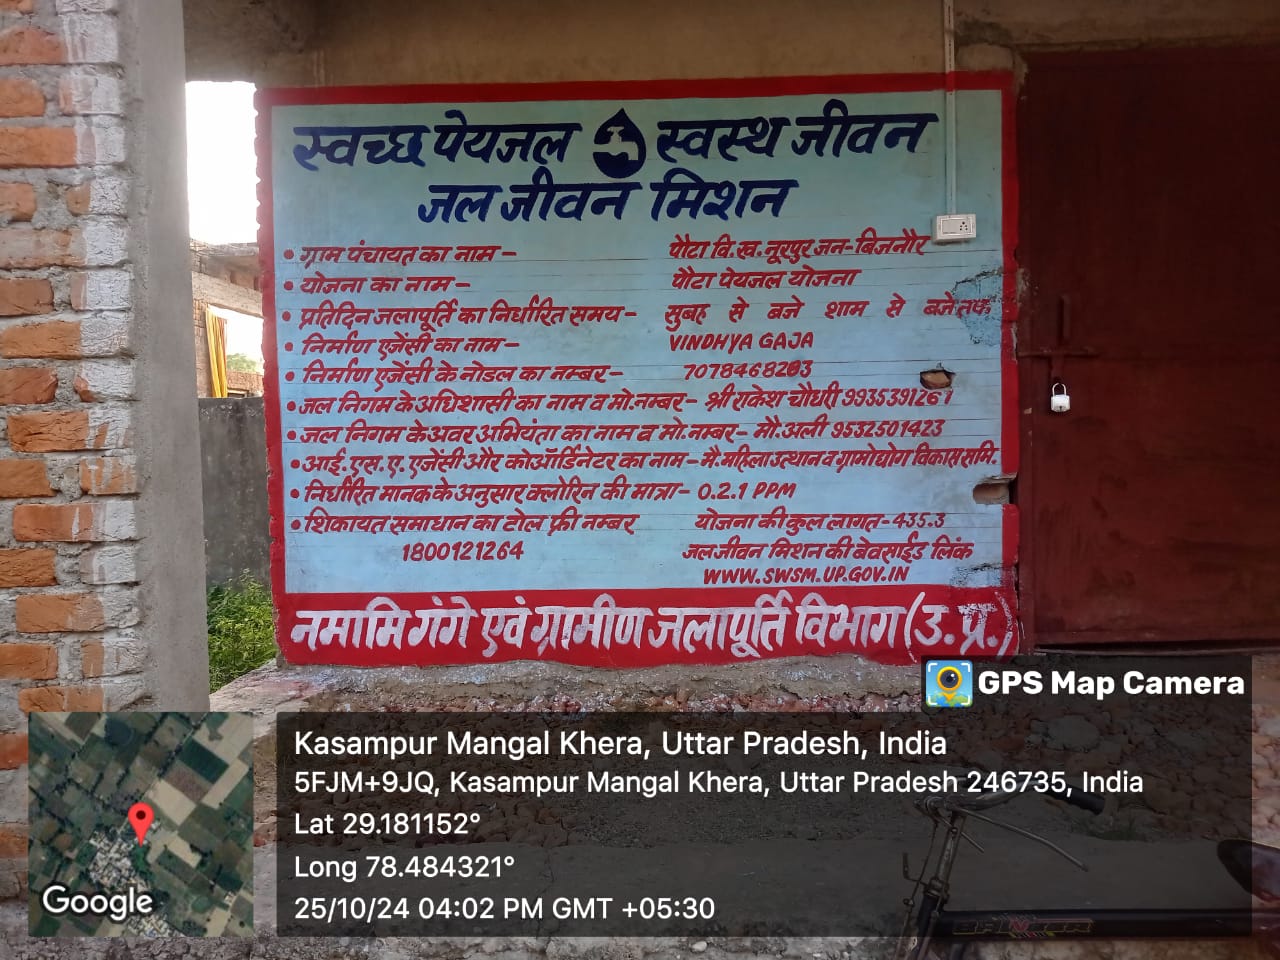 स्वच्छ पेयजल स्वस्थ जीवन
जल जीवन मिशन
• ग्राम पंचायत का नाम – पौटा वि.ख. नूरपुर जन-बिजनौर
• योजना का नाम – पौटा पेयजल योजना
• प्रतिदिन जलापूर्ति का निर्धारित समय – सुबह से बजे शाम से बजे तक
• निर्माण एजेंसी का नाम – VINDHYA GAJA
• निर्माण एजेंसी के नोडल का नम्बर – 7078468203
• जल निगम के अधिशासी का नाम व मो. नम्बर – श्री राकेश चौधरी 9935391261
• जल निगम के अवर अभियंता का नाम व मो. नम्बर – मौ. अली 9532501423
• आई. एस. ए. एजेंसी और कोऑर्डिनेटर का नाम – मै. महिला उत्थान व ग्रामोद्योग विकास समि.
• निर्धारित मानक के अनुसार क्लोरिन की मात्रा – 0.2.1 PPM
• शिकायत समाधान का टोल फ्री नम्बर योजना की कुल लागत - 435.3
1800121264 जल जीवन मिशन की बेवसाईड लिंक
WWW.SWSM.UP.GOV.IN
नमामि गंगे एवं ग्रामीण जलापूर्ति विभाग (उ.प्र.)
GPS Map Camera
Kasampur Mangal Khera, Uttar Pradesh, India
5FJM+9JQ, Kasampur Mangal Khera, Uttar Pradesh 246735, India
Lat 29.181152°
Long 78.484321°
25/10/24 04:02 PM GMT +05:30
Google